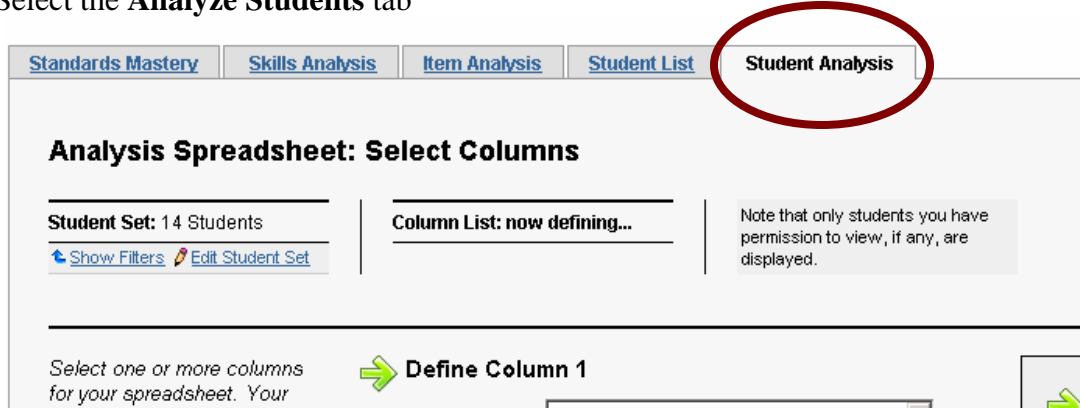 Select the Analyze Students tab
Standards Mastery Skills Analysis Item Analysis Student List Student Analysis
Analysis Spreadsheet: Select Columns
Student Set: 14 Students
Show Filters Edit Student Set
Column List: now defining...
Note that only students you have
permission to view, if any, are
displayed.
Select one or more columns
for your spreadsheet. Your
Define Column 1